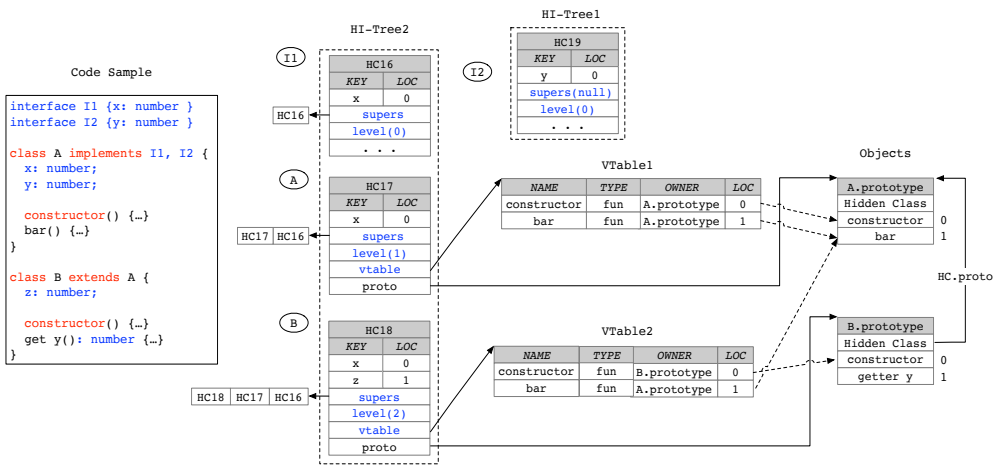 HI-Tree1
HI-Tree2
Code Sample
interface I1 {x: number }
interface I2 {y: number }
class A implements I1, I2 {
x: number;
y: number;
constructor() {…}
bar() {…}
}
class B extends A {
z: number;
constructor() {…}
get y(): number {…}
}
I1
HC16
KEY LOC
x 0
supers
level(0)
. . .
HC16
I2
HC19
KEY LOC
y 0
supers(null)
level(0)
. . .
A
HC17
KEY LOC
x 0
supers
level(1)
vtable
proto
HC17 HC16
B
HC18
KEY LOC
x 0
z 1
supers
level(2)
vtable
proto
HC18 HC17 HC16
VTable1
NAME TYPE OWNER LOC
constructor fun A.prototype 0
bar fun A.prototype 1
VTable2
NAME TYPE OWNER LOC
constructor fun B.prototype 0
bar fun A.prototype 1
Objects
A.prototype
Hidden Class
constructor 0
bar 1
HC.proto
B.prototype
Hidden Class
constructor 0
getter y 1